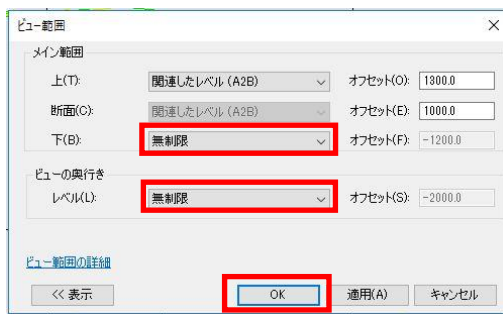 ビュー範囲
メイン範囲
上(T): 関連したレベル (A2B) オフセット(O): 1300.0
断面(C): 関連したレベル (A2B) オフセット(E): 1000.0
下(B): 無制限 オフセット(F): -1200.0
ビューの奥行き
レベル(L): 無制限 オフセット(S): -2000.0
ビュー範囲の詳細
<< 表示 OK 適用(A) キャンセル